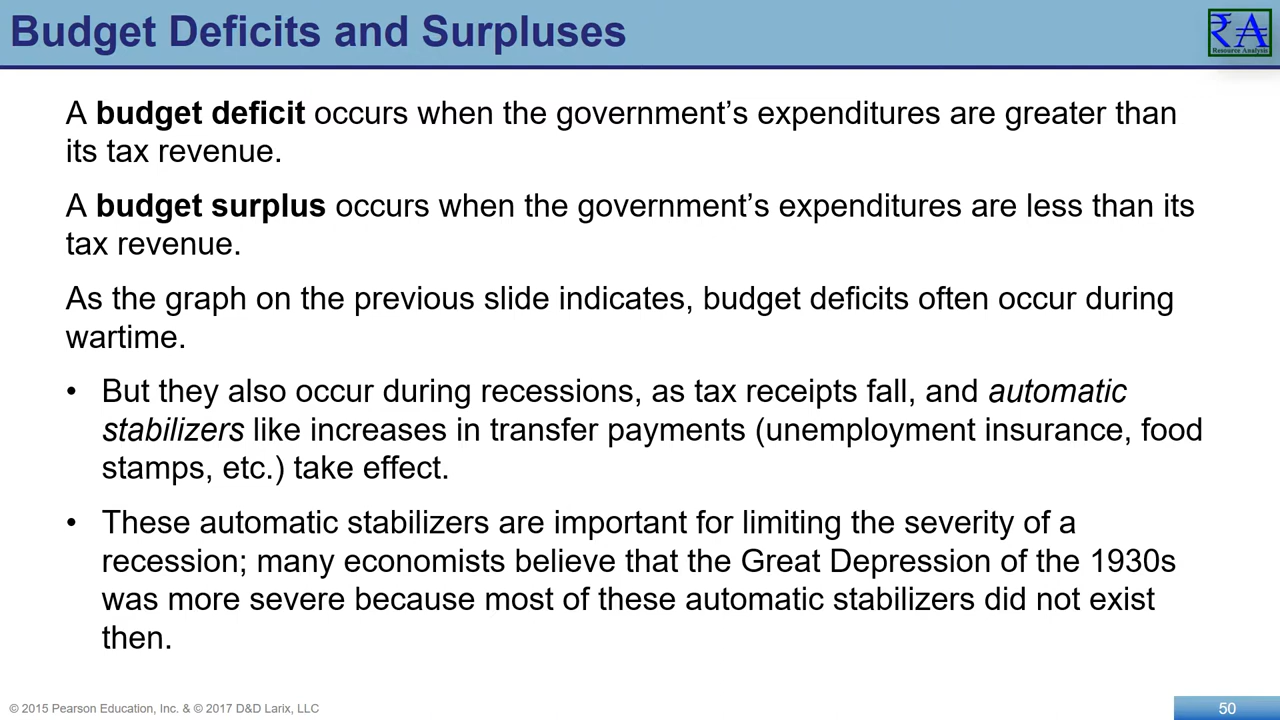 Budget Deficits and Surpluses
₹A
Resource Analysis
A budget deficit occurs when the government’s expenditures are greater than
its tax revenue.
A budget surplus occurs when the government’s expenditures are less than its
tax revenue.
As the graph on the previous slide indicates, budget deficits often occur during
wartime.
• But they also occur during recessions, as tax receipts fall, and automatic
stabilizers like increases in transfer payments (unemployment insurance, food
stamps, etc.) take effect.
• These automatic stabilizers are important for limiting the severity of a
recession; many economists believe that the Great Depression of the 1930s
was more severe because most of these automatic stabilizers did not exist
then.
© 2015 Pearson Education, Inc. & © 2017 D&D Larix, LLC
50